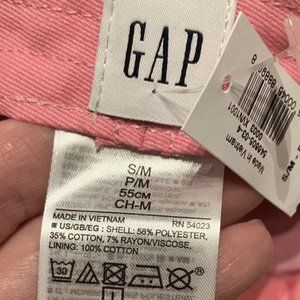 GAP
S/M
P/M
55cm
CH-M
MADE IN VIETNAM
RN 54023
■ US/GB/EG : SHELL: 58% POLYESTER,
35% COTTON, 7% RAYON/VISCOSE,
LINING: 100% COTTON
30
Made in Vietnam